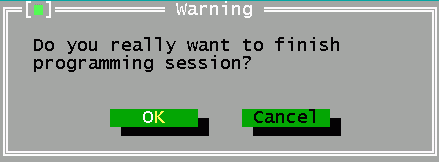 Warning
Do you really want to finish
programming session?
OK Cancel